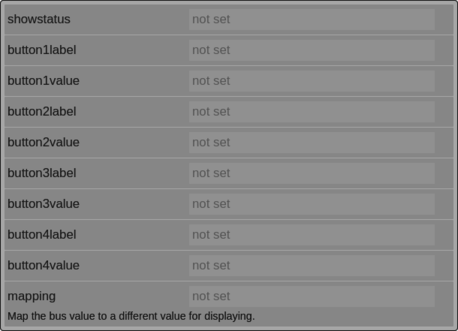 showstatus not set
button1label not set
button1value not set
button2label not set
button2value not set
button3label not set
button3value not set
button4label not set
button4value not set
mapping not set
Map the bus value to a different value for displaying.